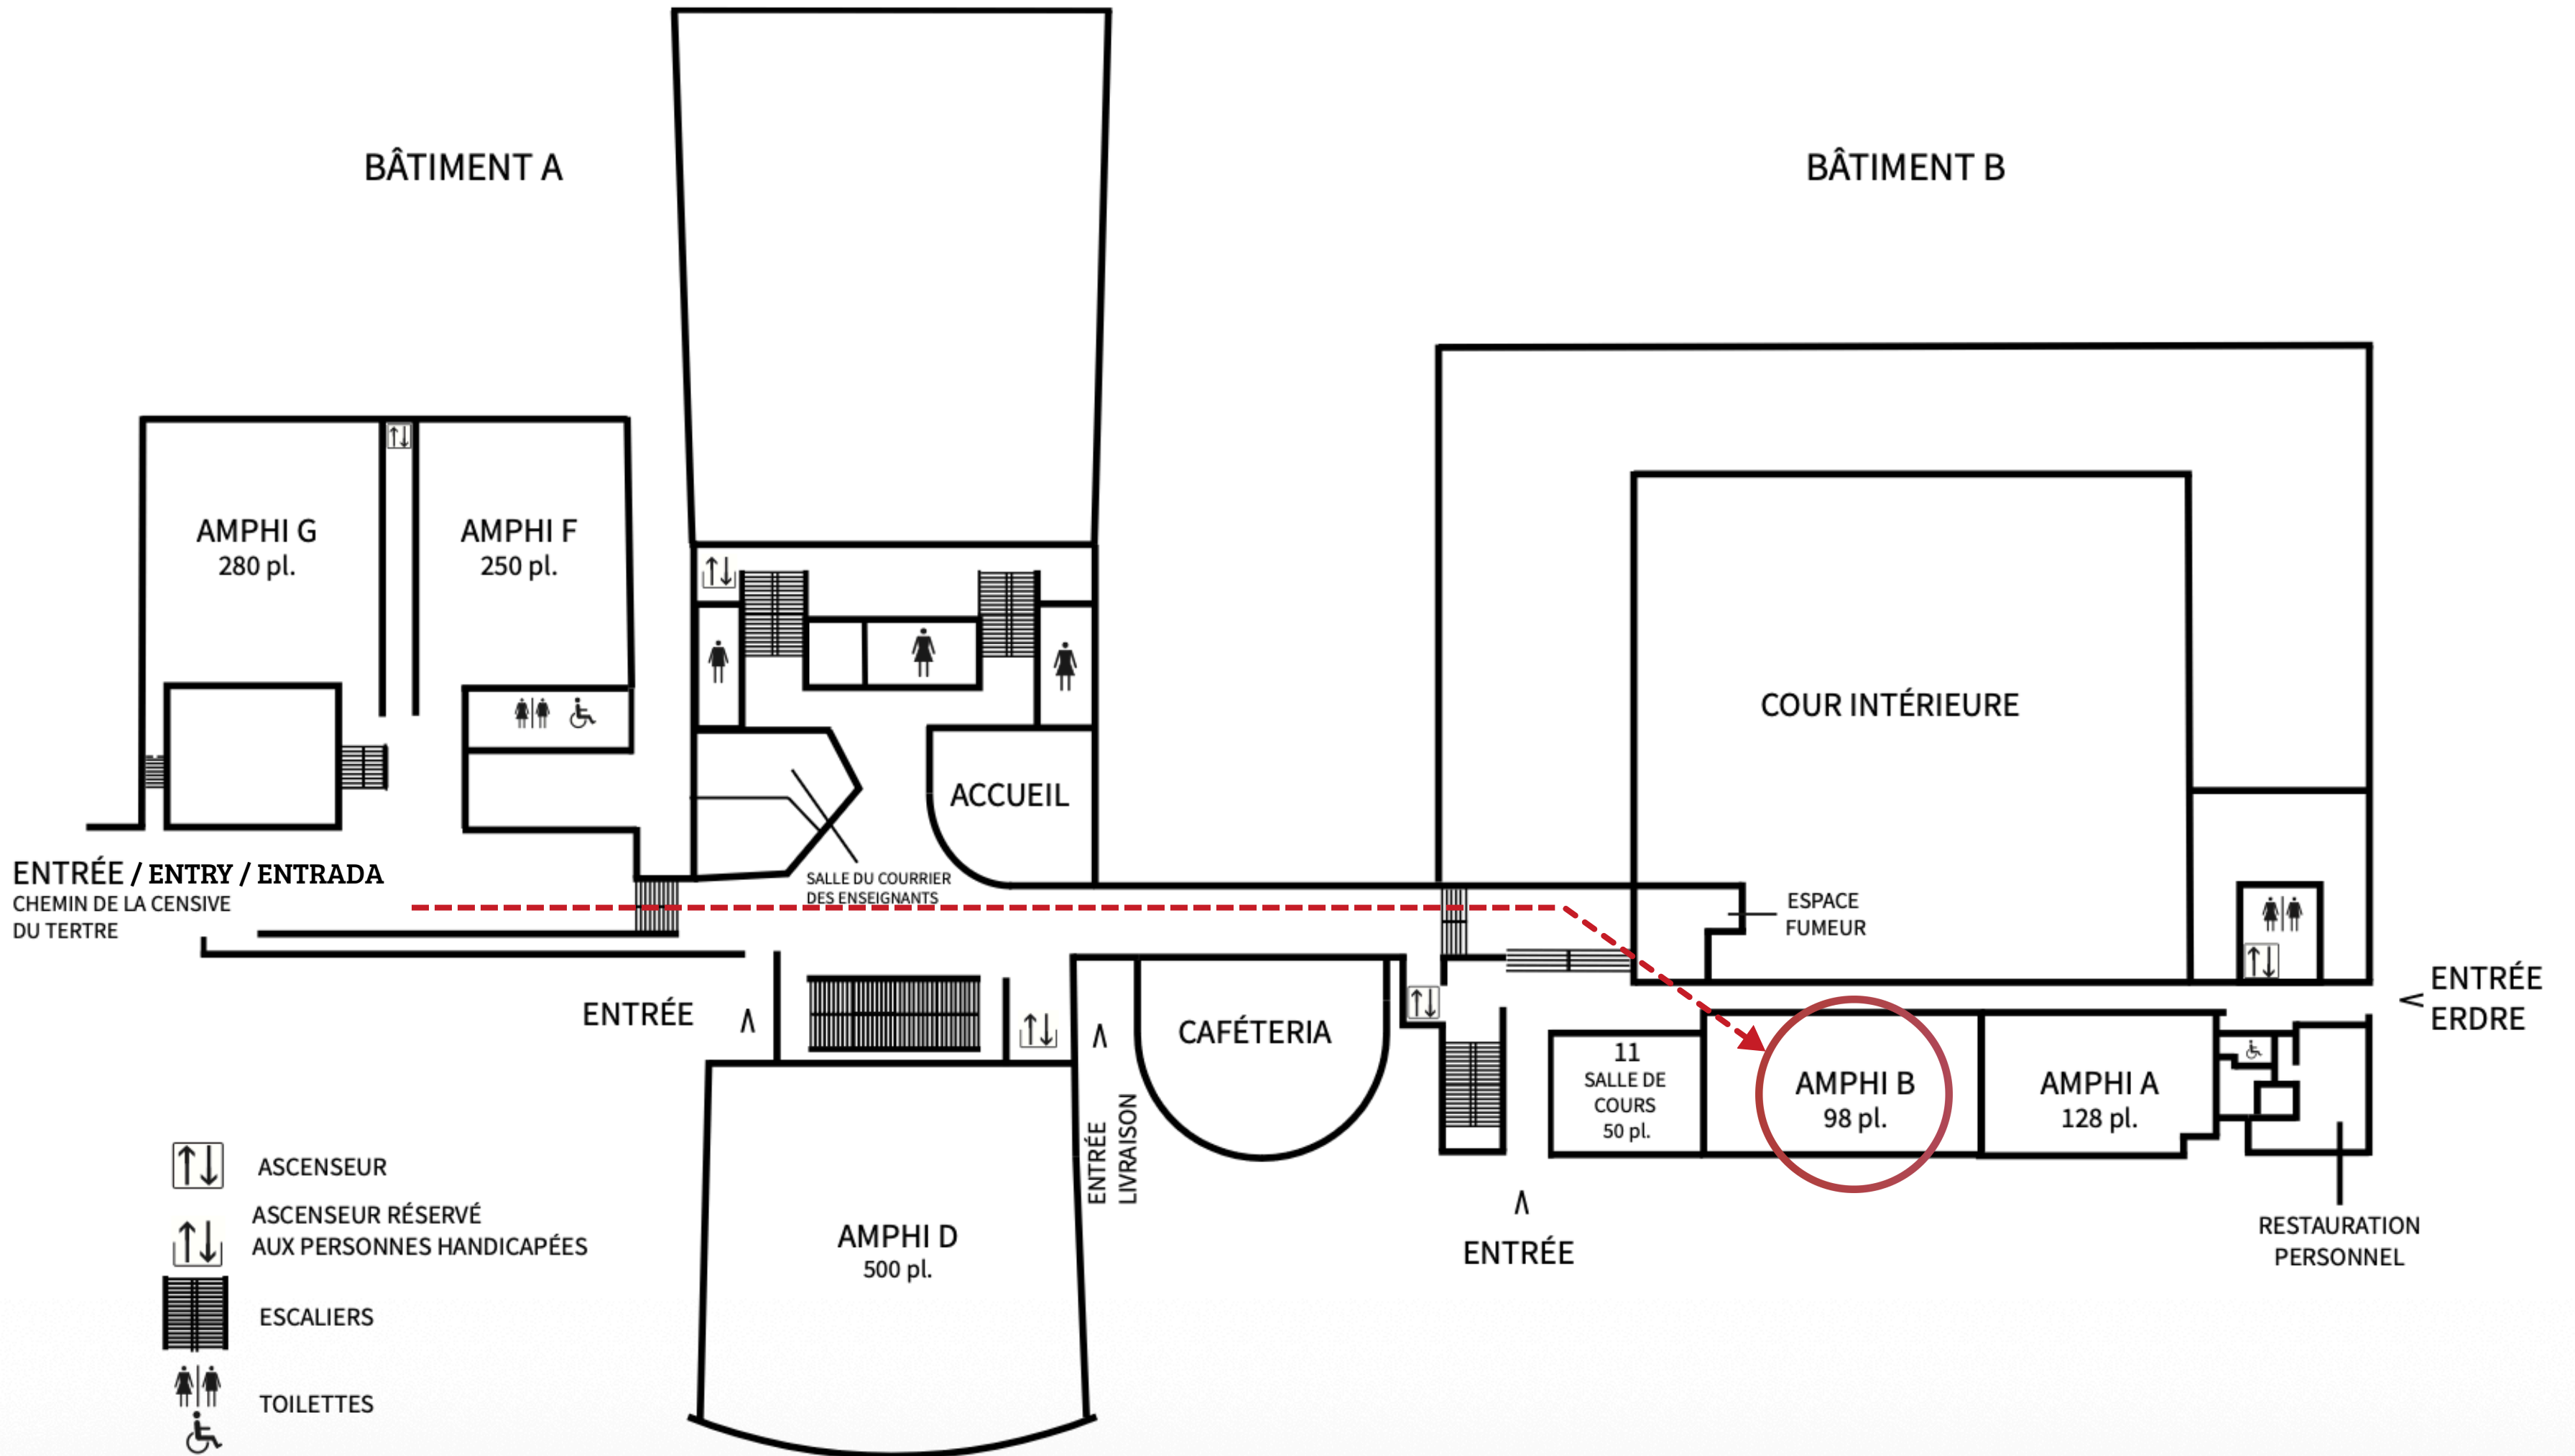 BÂTIMENT A
BÂTIMENT B
AMPHI G
280 pl.
AMPHI F
250 pl.
COUR INTÉRIEURE
ACCUEIL
ENTRÉE / ENTRY / ENTRADA
CHEMIN DE LA CENSIVE
DU TERTRE
SALLE DU COURRIER
DES ENSEIGNANTS
ESPACE
FUMEUR
ENTRÉE
CAFÉTERIA
ENTRÉE
ERDRE
11
SALLE DE
COURS
50 pl.
AMPHI B
98 pl.
AMPHI A
128 pl.
ENTRÉE
LIVRAISON
AMPHI D
500 pl.
ENTRÉE
RESTAURATION
PERSONNEL
ASCENSEUR
ASCENSEUR RÉSERVÉ
AUX PERSONNES HANDICAPÉES
ESCALIERS
TOILETTES